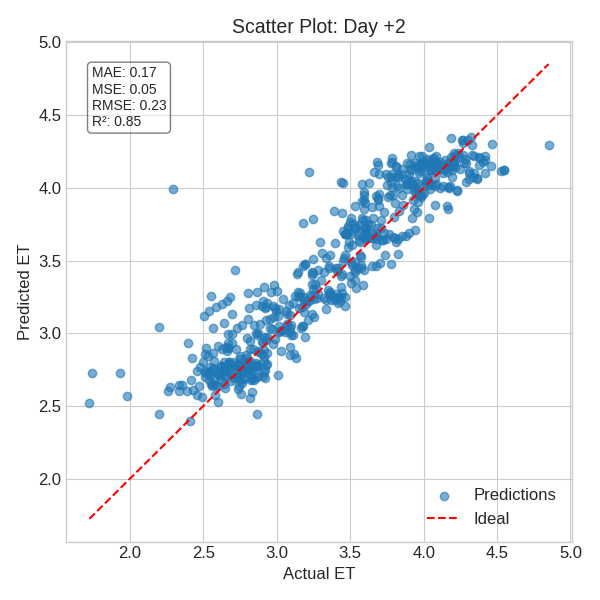 Scatter Plot: Day +2
MAE: 0.17
MSE: 0.05
RMSE: 0.23
R²: 0.85
5.0
4.5
4.0
3.5
3.0
2.5
2.0
Predicted ET
Predictions
Ideal
2.0 2.5 3.0 3.5 4.0 4.5 5.0
Actual ET